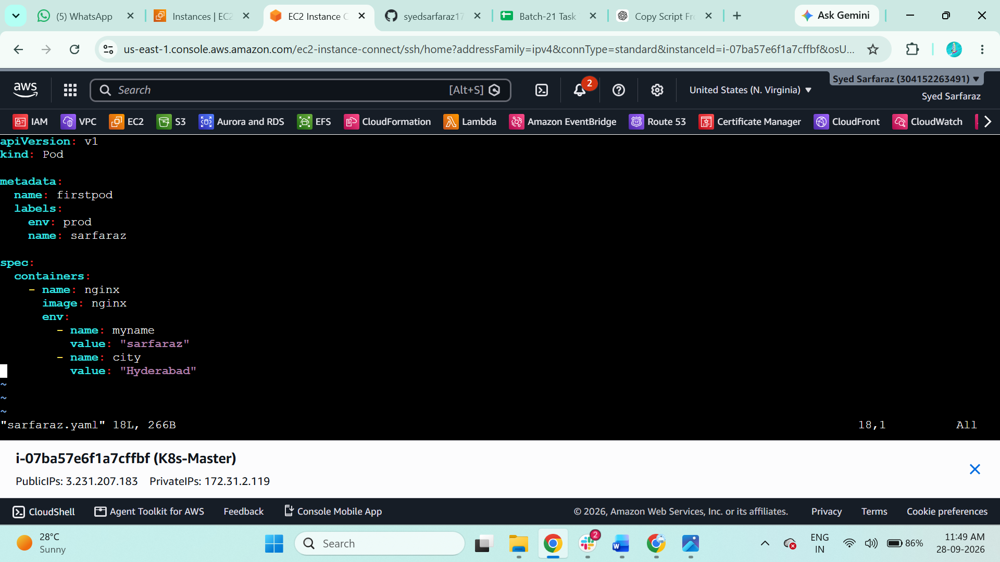 (5) WhatsApp
Instances | EC2
EC2 Instance C
syedsarfaraz17
Batch-21 Task
Copy Script Fro
Ask Gemini
us-east-1.console.aws.amazon.com/ec2-instance-connect/ssh/home?addressFamily=ipv4&connType=standard&instanceId=i-07ba57e6f1a7cffbf&osU...
aws
Search
[Alt+S]
2
United States (N. Virginia)
Syed Sarfaraz (304152263491)
Syed Sarfaraz
IAM
VPC
EC2
S3
Aurora and RDS
EFS
CloudFormation
Lambda
Amazon EventBridge
Route 53
Certificate Manager
CloudFront
CloudWatch
apiVersion: v1
kind: Pod
metadata:
  name: firstpod
  labels:
    env: prod
    name: sarfaraz
spec:
  containers:
    - name: nginx
      image: nginx
      env:
        - name: myname
          value: "sarfaraz"
        - name: city
          value: "Hyderabad"
~
~
~
"sarfaraz.yaml" 18L, 266B
18,1
All
i-07ba57e6f1a7cffbf (K8s-Master)
PublicIPs: 3.231.207.183 PrivateIPs: 172.31.2.119
CloudShell
Agent Toolkit for AWS
Feedback
Console Mobile App
© 2026, Amazon Web Services, Inc. or its affiliates.
Privacy
Terms
Cookie preferences
28°C
Sunny
Search
2
ENG
IN
86%
11:49 AM
28-09-2026